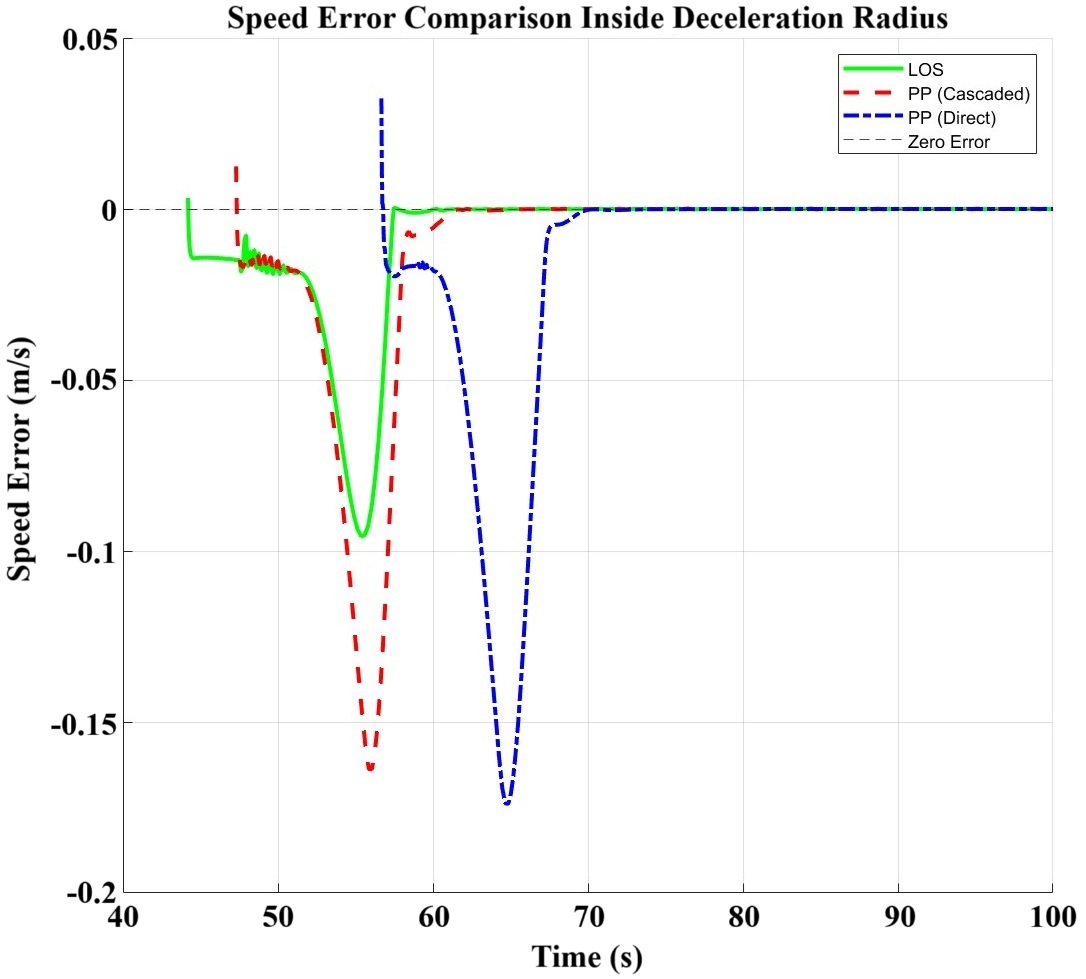 Speed Error Comparison Inside Deceleration Radius
0.05
LOS
PP (Cascaded)
PP (Direct)
Zero Error
0
-0.05
-0.1
-0.15
-0.2
Speed Error (m/s)
40 50 60 70 80 90 100
Time (s)